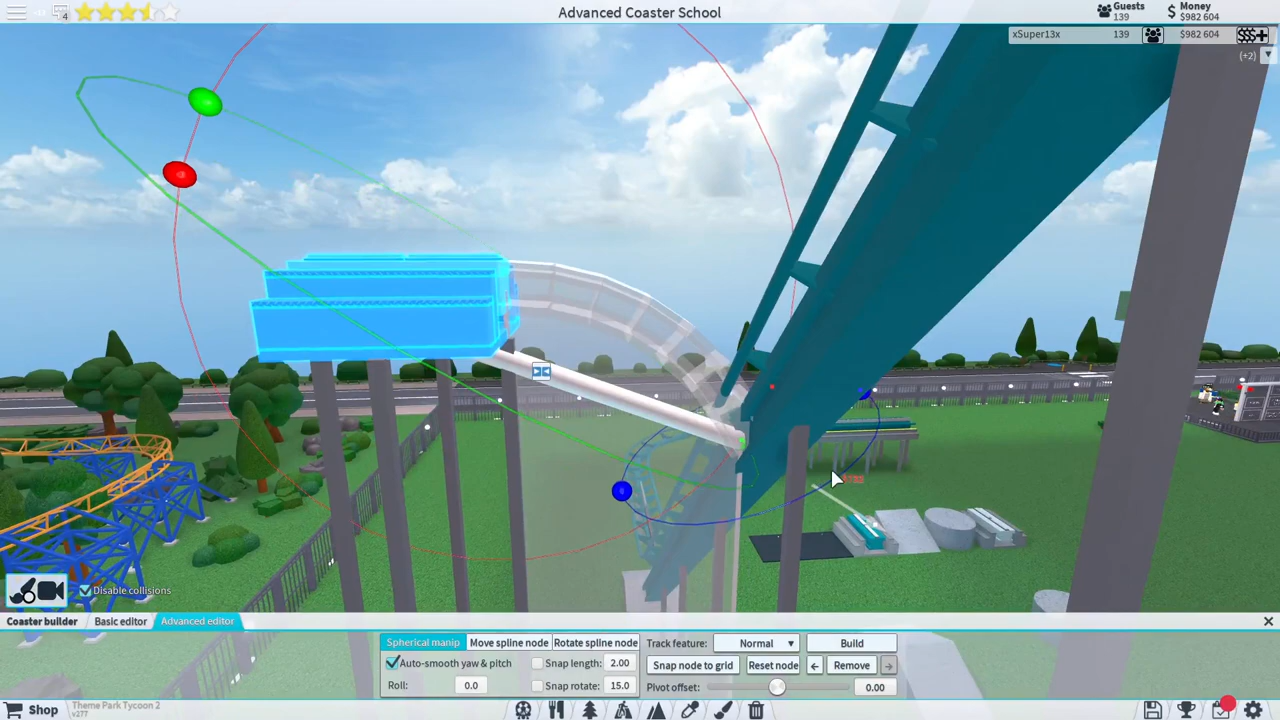 4
Advanced Coaster School
Guests
139
$ Money
$982 604
xSuper13x 139 $982 604 $$$+
(+2)
Disable collisions
Coaster builder Basic editor Advanced editor
Spherical manip Move spline node Rotate spline node Track feature: Normal Build
Auto-smooth yaw & pitch Snap length: 2.00 Snap node to grid Reset node Remove
Roll: 0.0 Snap rotate: 15.0 Pivot offset: 0.00
Shop
Theme Park Tycoon 2
v277